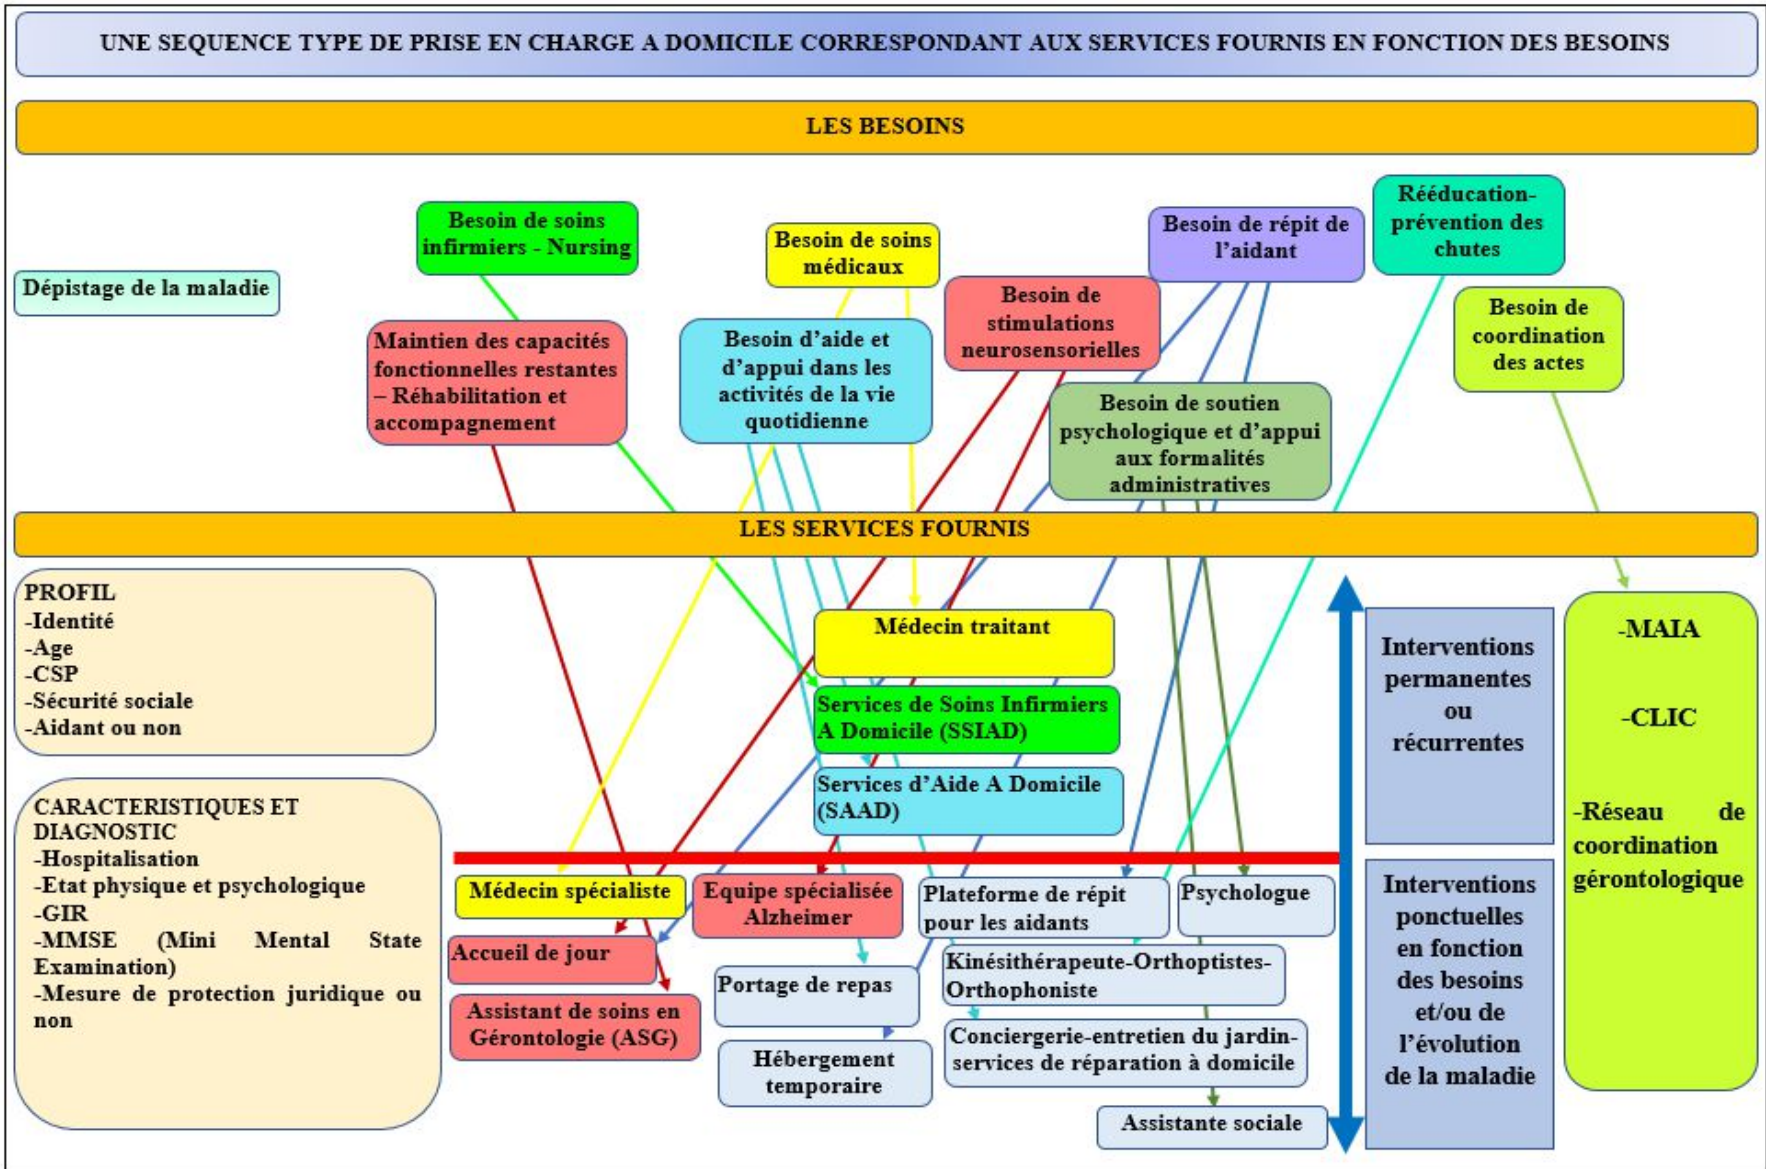 UNE SEQUENCE TYPE DE PRISE EN CHARGE A DOMICILE CORRESPONDANT AUX SERVICES FOURNIS EN FONCTION DES BESOINS
LES BESOINS
Dépistage de la maladie
Besoin de soins
infirmiers - Nursing
Maintien des capacités
fonctionnelles restantes
– Réhabilitation et
accompagnement
Besoin de soins
médicaux
Besoin d’aide et
d’appui dans les
activités de la vie
quotidienne
Besoin de
stimulations
neurosensorielles
Besoin de répit de
l’aidant
Besoin de soutien
psychologique et d’appui
aux formalités
administratives
Rééducation-
prévention des
chutes
Besoin de
coordination
des actes
LES SERVICES FOURNIS
PROFIL
-Identité
-Age
-CSP
-Sécurité sociale
-Aidant ou non
CARACTERISTIQUES ET
DIAGNOSTIC
-Hospitalisation
-Etat physique et psychologique
-GIR
-MMSE (Mini Mental State
Examination)
-Mesure de protection juridique ou
non
Médecin traitant
Services de Soins Infirmiers
A Domicile (SSIAD)
Services d’Aide A Domicile
(SAAD)
Médecin spécialiste
Accueil de jour
Assistant de soins en
Gérontologie (ASG)
Equipe spécialisée
Alzheimer
Portage de repas
Hébergement
temporaire
Plateforme de répit
pour les aidants
Psychologue
Kinésithérapeute-Orthoptistes-
Orthophoniste
Conciergerie-entretien du jardin-
services de réparation à domicile
Assistante sociale
Interventions
permanentes
ou
récurrentes
Interventions
ponctuelles
en fonction
des besoins
et/ou de
l’évolution
de la maladie
-MAIA
-CLIC
-Réseau de
coordination
gérontologique